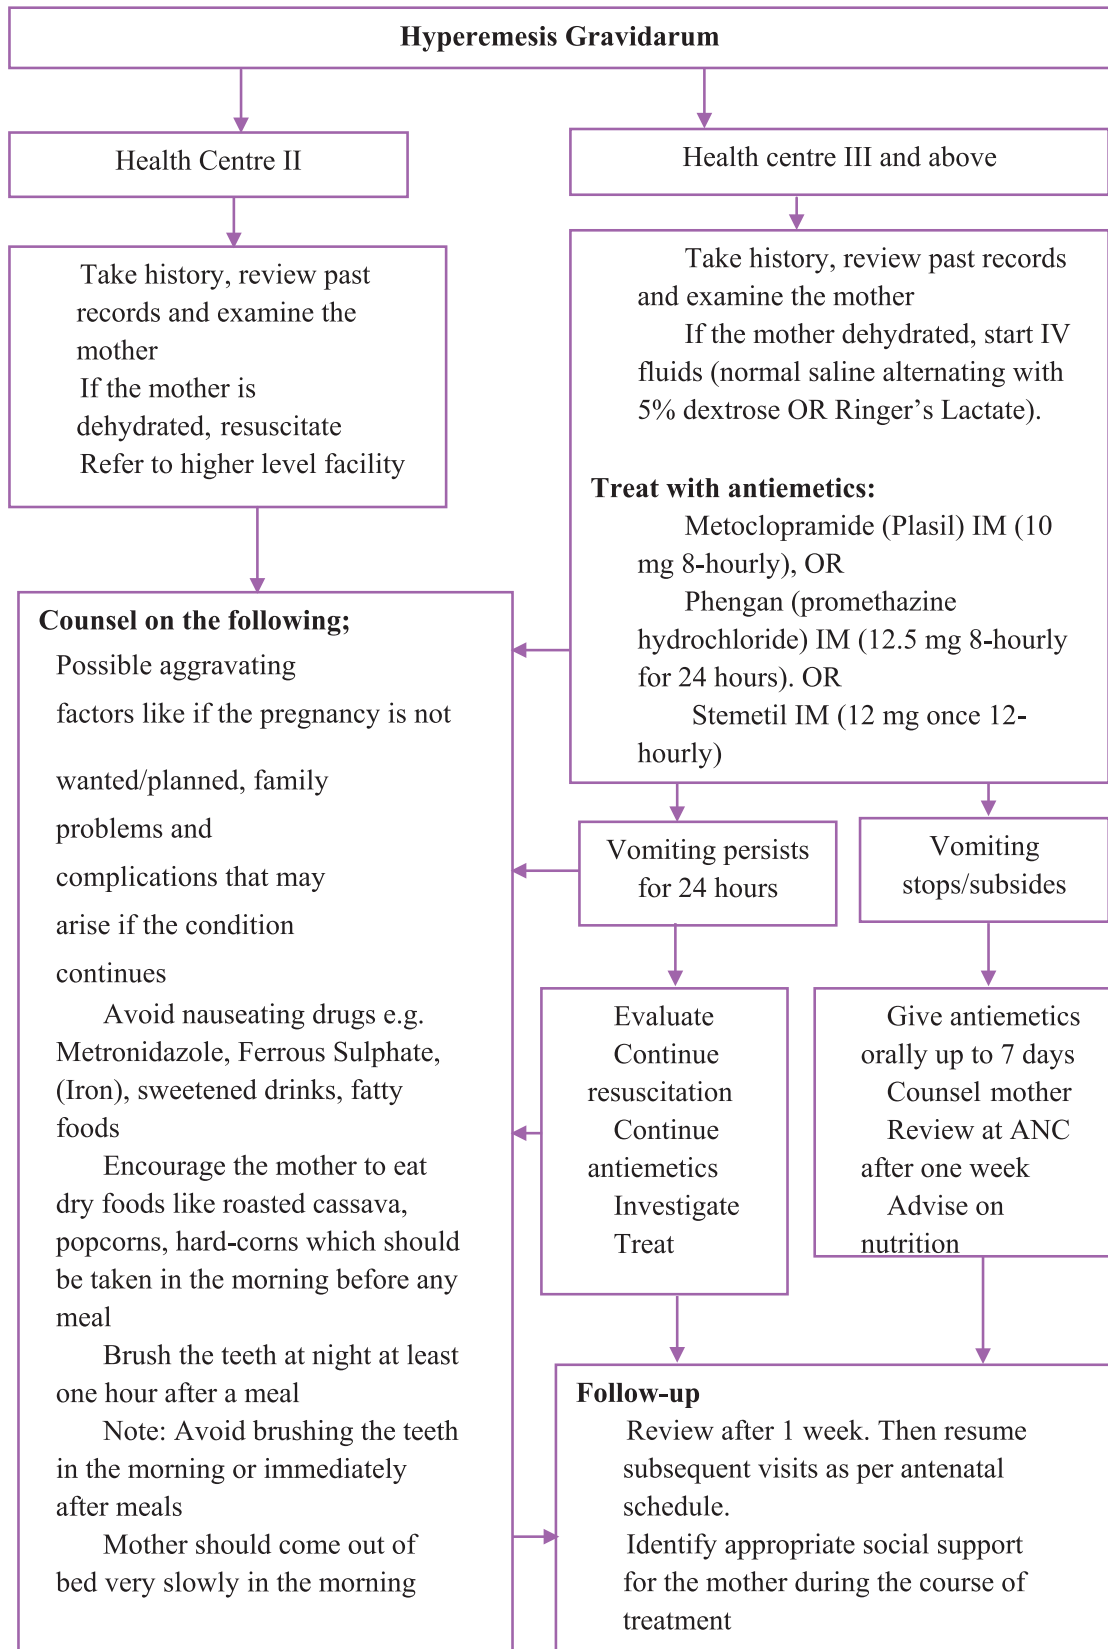 Hyperemesis Gravidarum
Health Centre II
Health centre III and above
Take history, review past
records and examine the
mother
If the mother is
dehydrated, resuscitate
Refer to higher level facility
Take history, review past records
and examine the mother
If the mother dehydrated, start IV
fluids (normal saline alternating with
5% dextrose OR Ringer’s Lactate).
Treat with antiemetics:
Metoclopramide (Plasil) IM (10
mg 8-hourly), OR
Phengan (promethazine
hydrochloride) IM (12.5 mg 8-hourly
for 24 hours). OR
Stemetil IM (12 mg once 12-
hourly)
Counsel on the following;
Possible aggravating
factors like if the pregnancy is not
wanted/planned, family
problems and
complications that may
arise if the condition
continues
Avoid nauseating drugs e.g.
Metronidazole, Ferrous Sulphate,
(Iron), sweetened drinks, fatty
foods
Encourage the mother to eat
dry foods like roasted cassava,
popcorns, hard-corns which should
be taken in the morning before any
meal
Brush the teeth at night at least
one hour after a meal
Note: Avoid brushing the teeth
in the morning or immediately
after meals
Mother should come out of
bed very slowly in the morning
Vomiting persists
for 24 hours
Vomiting
stops/subsides
Evaluate
Continue
resuscitation
Continue
antiemetics
Investigate
Treat
Give antiemetics
orally up to 7 days
Counsel mother
Review at ANC
after one week
Advise on
nutrition
Follow-up
Review after 1 week. Then resume
subsequent visits as per antenatal
schedule.
Identify appropriate social support
for the mother during the course of
treatment